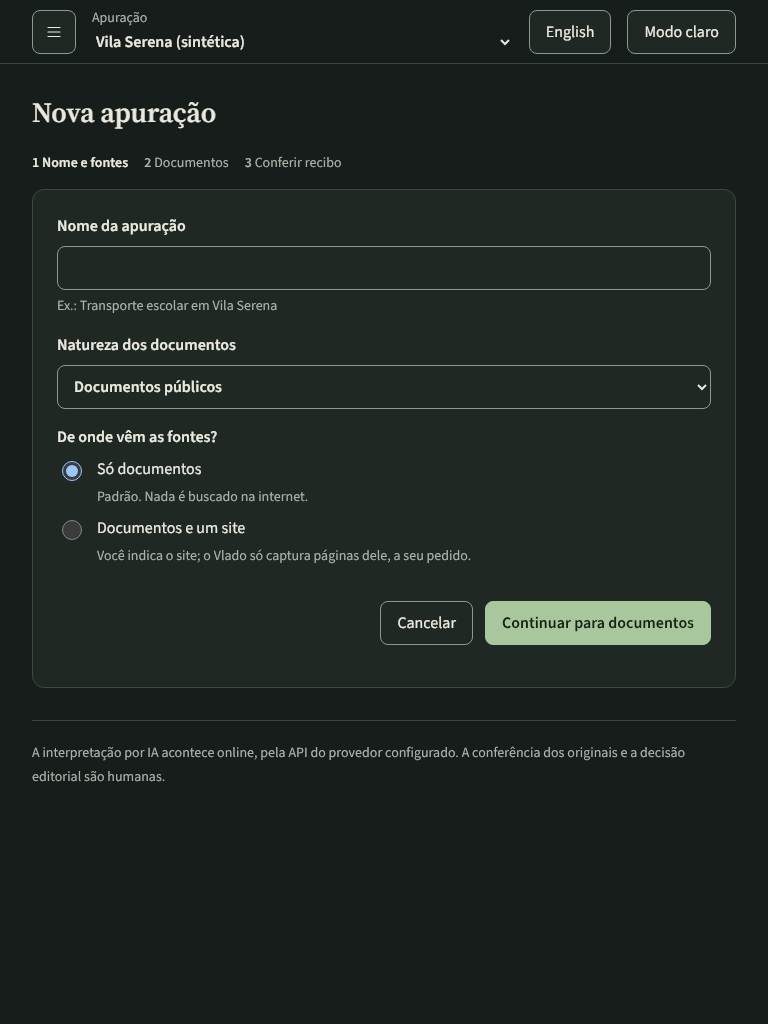 Apuração
Vila Serena (sintética)
English
Modo claro
Nova apuração
1 Nome e fontes 2 Documentos 3 Conferir recibo
Nome da apuração
Ex.: Transporte escolar em Vila Serena
Natureza dos documentos
Documentos públicos
De onde vêm as fontes?
Só documentos
Padrão. Nada é buscado na internet.
Documentos e um site
Você indica o site; o Vlado só captura páginas dele, a seu pedido.
Cancelar
Continuar para documentos
A interpretação por IA acontece online, pela API do provedor configurado. A conferência dos originais e a decisão
editorial são humanas.